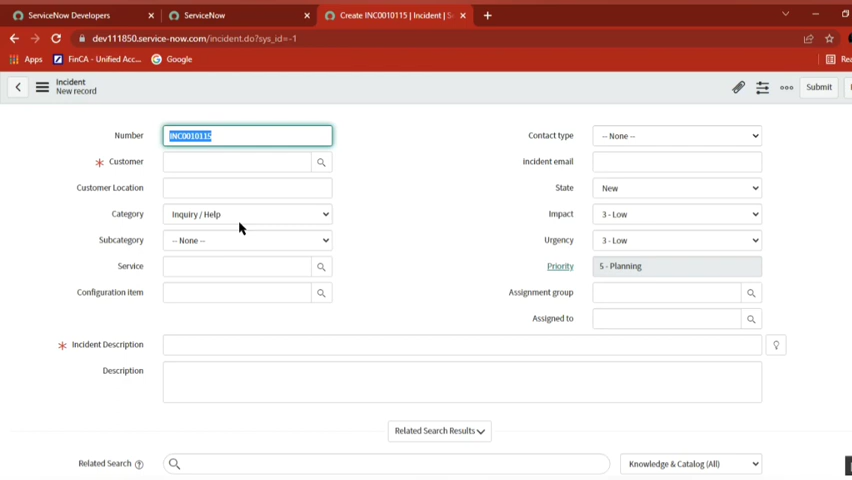 ServiceNow Developers
ServiceNow
Create INC0010115 | Incident | S
dev111850.service-now.com/incident.do?sys_id=-1
Apps
FinCA - Unified Acc...
Google
Rea
Incident
New record
Submit
Number
INC0010115
Contact type
-- None --
Customer
Incident email
Customer Location
State
New
Category
Inquiry / Help
Impact
3 - Low
Subcategory
-- None --
Urgency
3 - Low
Service
Priority
5 - Planning
Configuration item
Assignment group
Assigned to
Incident Description
Description
Related Search Results
Related Search
Knowledge & Catalog (All)